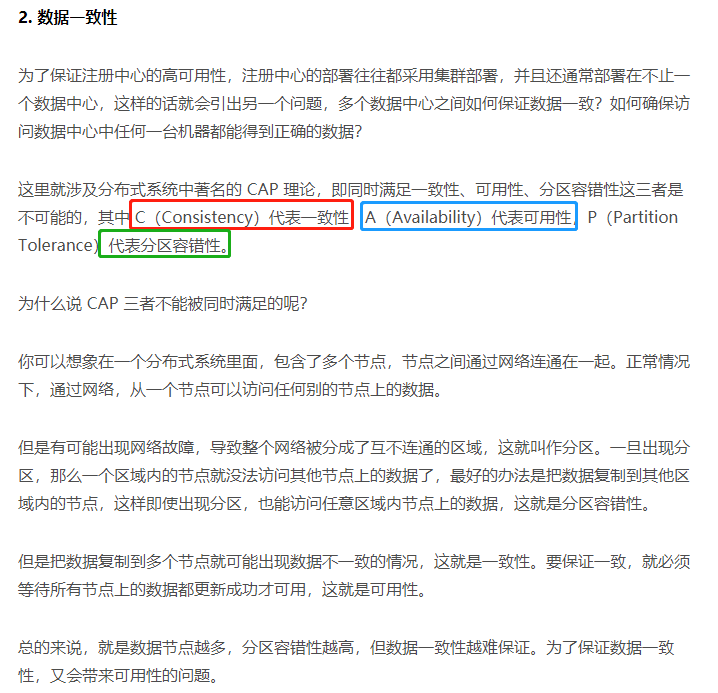 2. 数据一致性
为了保证注册中心的高可用性，注册中心的部署往往都采用集群部署，并且还通常部署在不止一
个数据中心，这样的话就会引出另一个问题，多个数据中心之间如何保证数据一致？如何确保访
问数据中心中任何一台机器都能得到正确的数据？
这里就涉及分布式系统中著名的 CAP 理论，即同时满足一致性、可用性、分区容错性这三者是
不可能的，其中 C（Consistency）代表一致性，A（Availability）代表可用性，P（Partition
Tolerance）代表分区容错性。
为什么说 CAP 三者不能被同时满足的呢？
你可以想象在一个分布式系统里面，包含了多个节点，节点之间通过网络连通在一起。正常情况
下，通过网络，从一个节点可以访问任何别的节点上的数据。
但是有可能出现网络故障，导致整个网络被分成了互不连通的区域，这就叫作分区。一旦出现分
区，那么一个区域内的节点就没法访问其他节点上的数据了，最好的办法是把数据复制到其他区
域内的节点，这样即使出现分区，也能访问任意区域内节点上的数据，这就是分区容错性。
但是把数据复制到多个节点就可能出现数据不一致的情况，这就是一致性。要保证一致，就必须
等待所有节点上的数据都更新成功才可用，这就是可用性。
总的来说，就是数据节点越多，分区容错性越高，但数据一致性越难保证。为了保证数据一致
性，又会带来可用性的问题。